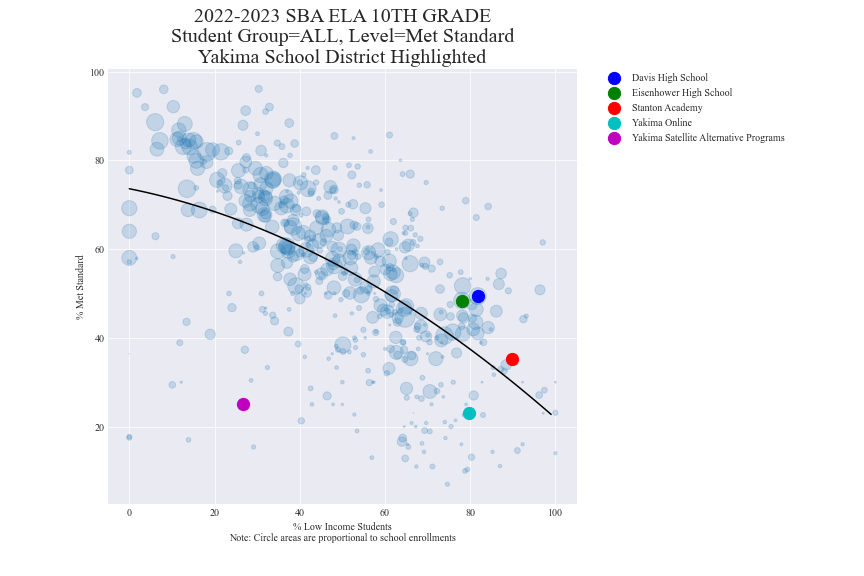 2022-2023 SBA ELA 10TH GRADE
Student Group=ALL, Level=Met Standard
Yakima School District Highlighted
Davis High School
Eisenhower High School
Stanton Academy
Yakima Online
Yakima Satellite Alternative Programs
% Met Standard
100
80
60
40
20
0 20 40 60 80 100
% Low Income Students
Note: Circle areas are proportional to school enrollments